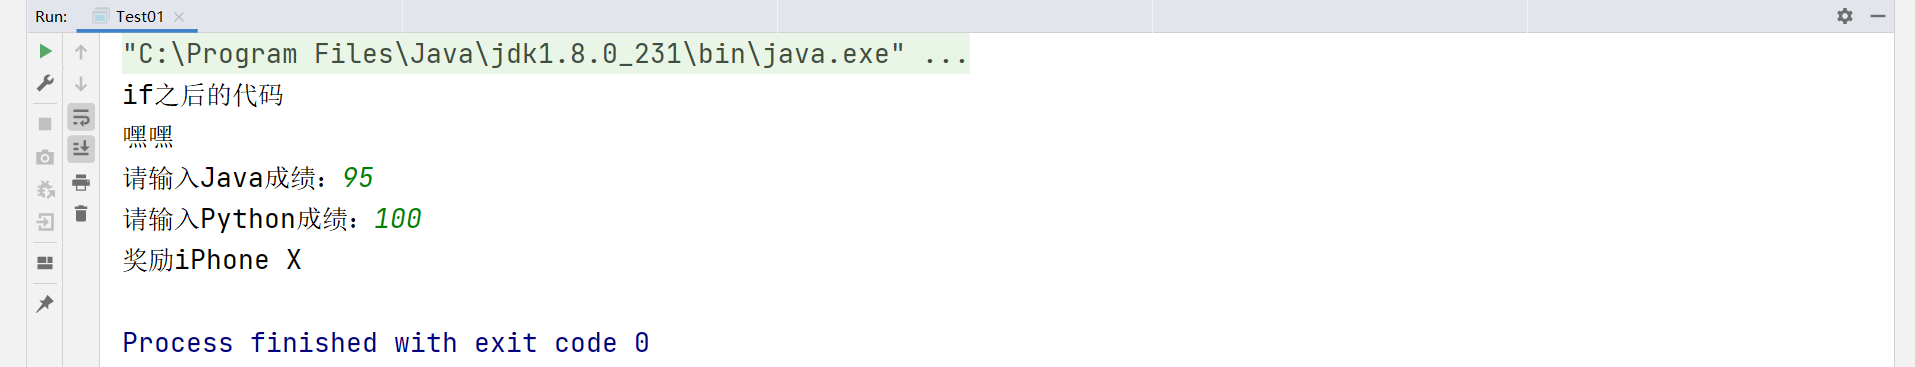 Run: Test01
"C:\Program Files\Java\jdk1.8.0_231\bin\java.exe" ...
if之后的代码
嘿嘿
请输入Java成绩：95
请输入Python成绩：100
奖励iPhone X
Process finished with exit code 0